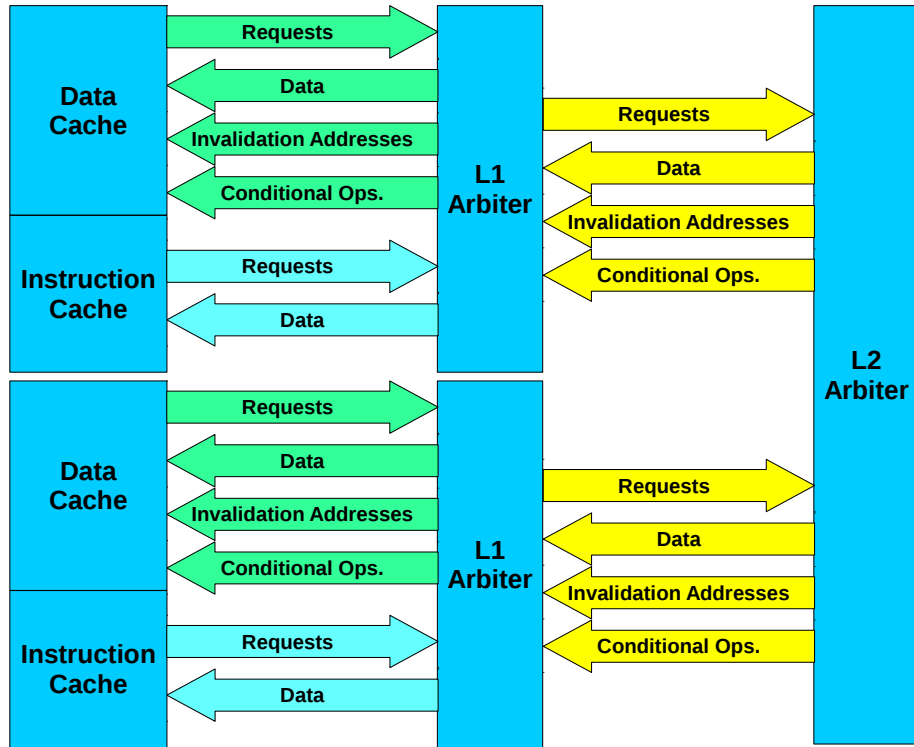 Requests
Data
Cache
Data
Invalidation Addresses
Conditional Ops.
L1
Arbiter
Requests
Data
Invalidation Addresses
Conditional Ops.
Instruction
Cache
Requests
Data
L2
Arbiter
Requests
Data
Cache
Data
Invalidation Addresses
Conditional Ops.
L1
Arbiter
Requests
Data
Invalidation Addresses
Conditional Ops.
Instruction
Cache
Requests
Data